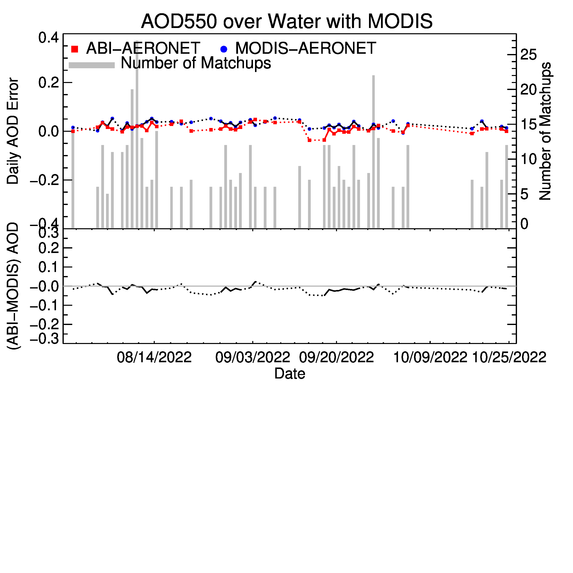 AOD550 over Water with MODIS
ABI-AERONET MODIS-AERONET
Number of Matchups
Daily AOD Error
0.4
0.2
0.0
-0.2
-0.4
Number of Matchups
25
20
15
10
5
0
(ABI-MODIS) AOD
0.3
0.2
0.1
-0.0
-0.1
-0.2
-0.3
08/14/2022 09/03/2022 09/20/2022 10/09/2022 10/25/2022
Date